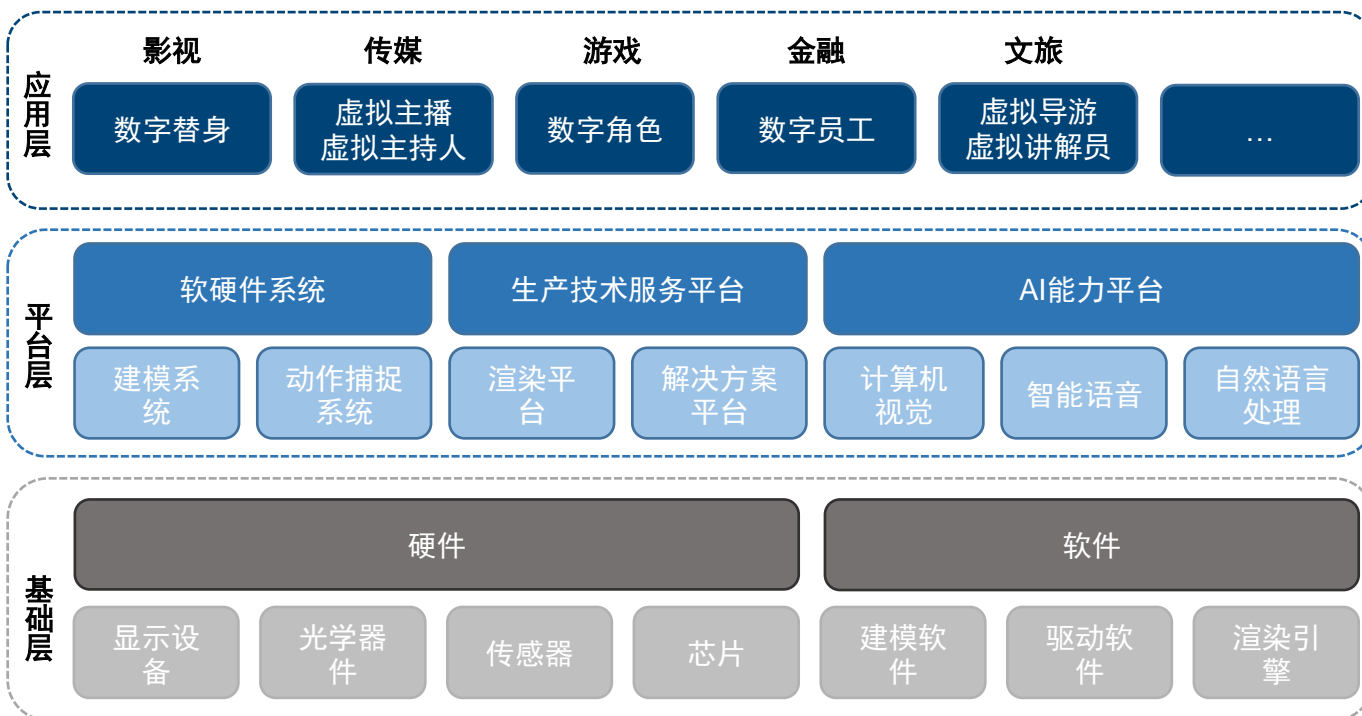 影视 传媒 游戏 金融 文旅
应用层
数字替身
虚拟主播
虚拟主持人
数字角色
数字员工
虚拟导游
虚拟讲解员
…
平台层
软硬件系统
生产技术服务平台
AI能力平台
建模系
统
动作捕捉
系统
渲染平
台
解决方案
平台
计算机
视觉
智能语音
自然语言
处理
基础层
硬件
软件
显示设
备
光学器
件
传感器
芯片
建模软
件
驱动软
件
渲染引
擎